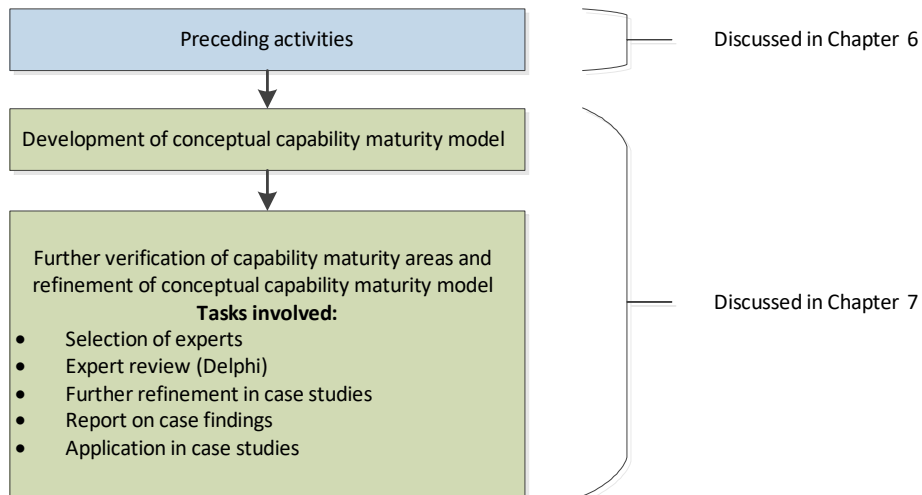 Preceding activities
Discussed in Chapter 6
Development of conceptual capability maturity model
Further verification of capability maturity areas and
refinement of conceptual capability maturity model
Tasks involved:
• Selection of experts
• Expert review (Delphi)
• Further refinement in case studies
• Report on case findings
• Application in case studies
Discussed in Chapter 7